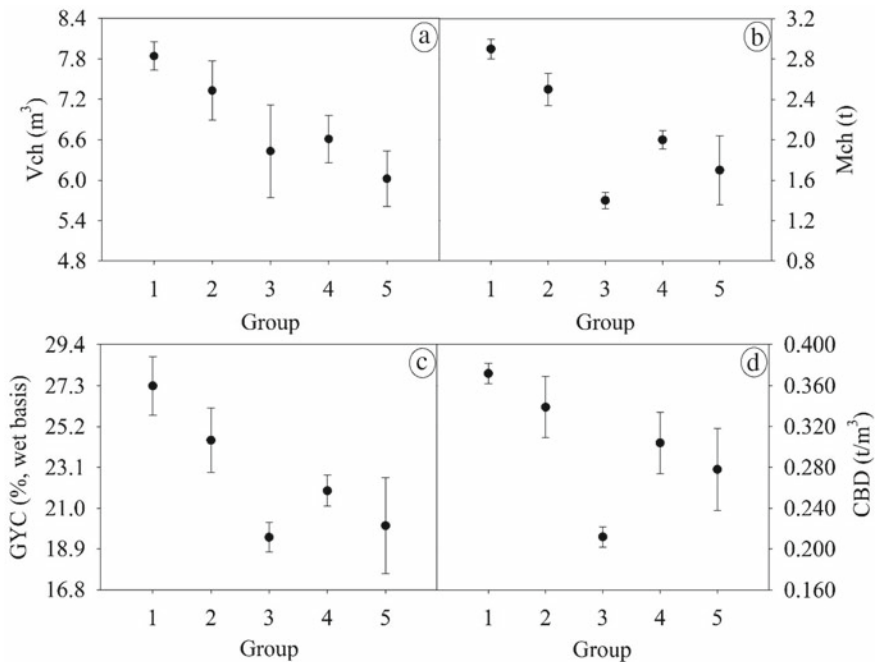 8.4
7.8
7.2
6.6
6.0
5.4
4.8
Vch (m³)
a
1 2 3 4 5
Group
b
3.2
2.8
2.4
2.0
1.6
1.2
0.8
Mch (t)
1 2 3 4 5
Group
29.4
27.3
25.2
23.1
21.0
18.9
16.8
GYC (%, wet basis)
c
1 2 3 4 5
Group
d
0.400
0.360
0.320
0.280
0.240
0.200
0.160
CBD (t/m³)
1 2 3 4 5
Group